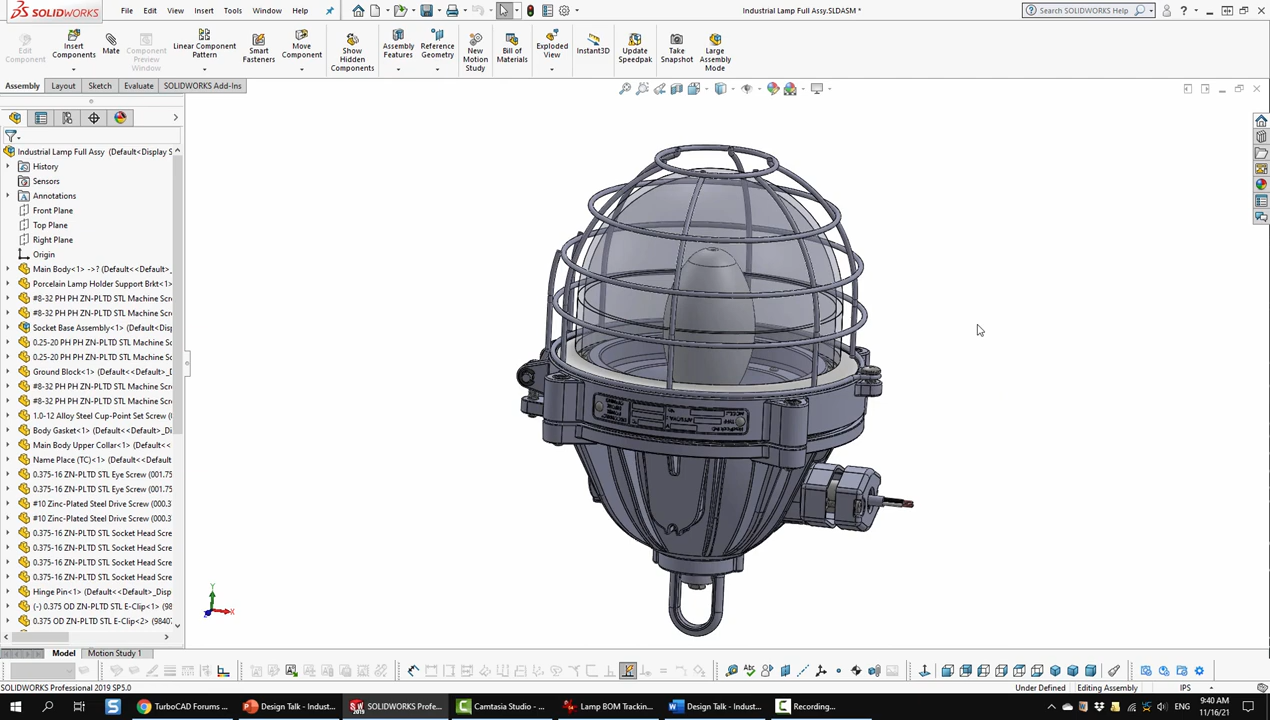 SOLIDWORKS
File Edit View Insert Tools Window Help
Industrial Lamp Full Assy.SLDASM *
Search SOLIDWORKS Help
Edit Component
Insert Components
Mate
Component Preview Window
Linear Component Pattern
Smart Fasteners
Move Component
Show Hidden Components
Assembly Features
Reference Geometry
New Motion Study
Bill of Materials
Exploded View
Instant3D
Update Speedpak
Take Snapshot
Large Assembly Mode
Assembly Layout Sketch Evaluate SOLIDWORKS Add-Ins
Industrial Lamp Full Assy (Default<Display S
History
Sensors
Annotations
Front Plane
Top Plane
Right Plane
Origin
Main Body<1> ->? (Default<<Default>_
Porcelain Lamp Holder Support Brkt<1>
#8-32 PH PH ZN-PLTD STL Machine Scr
#8-32 PH PH ZN-PLTD STL Machine Scr
Socket Base Assembly<1> (Default<Disp
0.25-20 PH PH ZN-PLTD STL Machine Scr
0.25-20 PH PH ZN-PLTD STL Machine Scr
Ground Block<1> (Default<<Default>_D
#8-32 PH PH ZN-PLTD STL Machine Scr
#8-32 PH PH ZN-PLTD STL Machine Scr
1.0-12 Alloy Steel Cup-Point Set Screw (
Body Gasket<1> (Default<<Default>_Di
Main Body Upper Collar<1> (Default<<
Name Place (TC)<1> (Default<<Default
0.375-16 ZN-PLTD STL Eye Screw (001.75
0.375-16 ZN-PLTD STL Eye Screw (001.75
#10 Zinc-Plated Steel Drive Screw (000.3
#10 Zinc-Plated Steel Drive Screw (000.3
0.375-16 ZN-PLTD STL Socket Head Scre
0.375-16 ZN-PLTD STL Socket Head Scre
0.375-16 ZN-PLTD STL Socket Head Scre
0.375-16 ZN-PLTD STL Socket Head Scre
Hinge Pin<1> (Default<<Default>_Disp
(-) 0.375 OD ZN-PLTD STL E-Clip<1> (98
0.375 OD ZN-PLTD STL E-Clip<2> (9840
Y
X
Z
Model Motion Study 1
SOLIDWORKS Professional 2019 SP5.0
Under Defined Editing Assembly IPS
TurboCAD Forums ...
Design Talk - Indust...
SOLIDWORKS Profe...
Camtasia Studio - ...
Lamp BOM Trackin...
Design Talk - Indust...
Recording...
ENG
9:40 AM
11/16/21